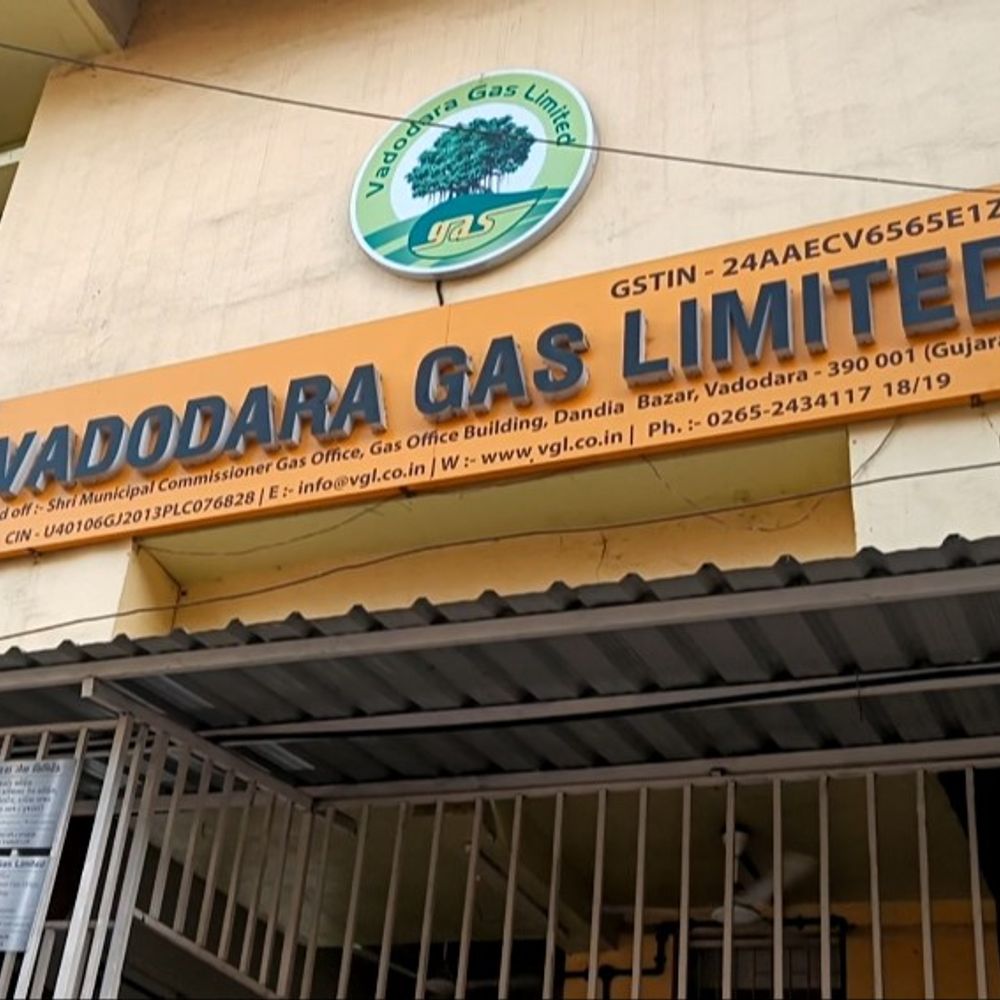 Vadodara Gas Limited
gas
GSTIN - 24AAECV6565E1Z
VADODARA GAS LIMITED
d off :- Shri Municipal Commissioner Gas Office, Gas Office Building, Dandia Bazar, Vadodara - 390 001 (Gujara
CIN - U40106GJ2013PLC076828 | E :- info@vgl.co.in | W :- www.vgl.co.in | Ph. :- 0265-2434117 18/19
Gas Limited